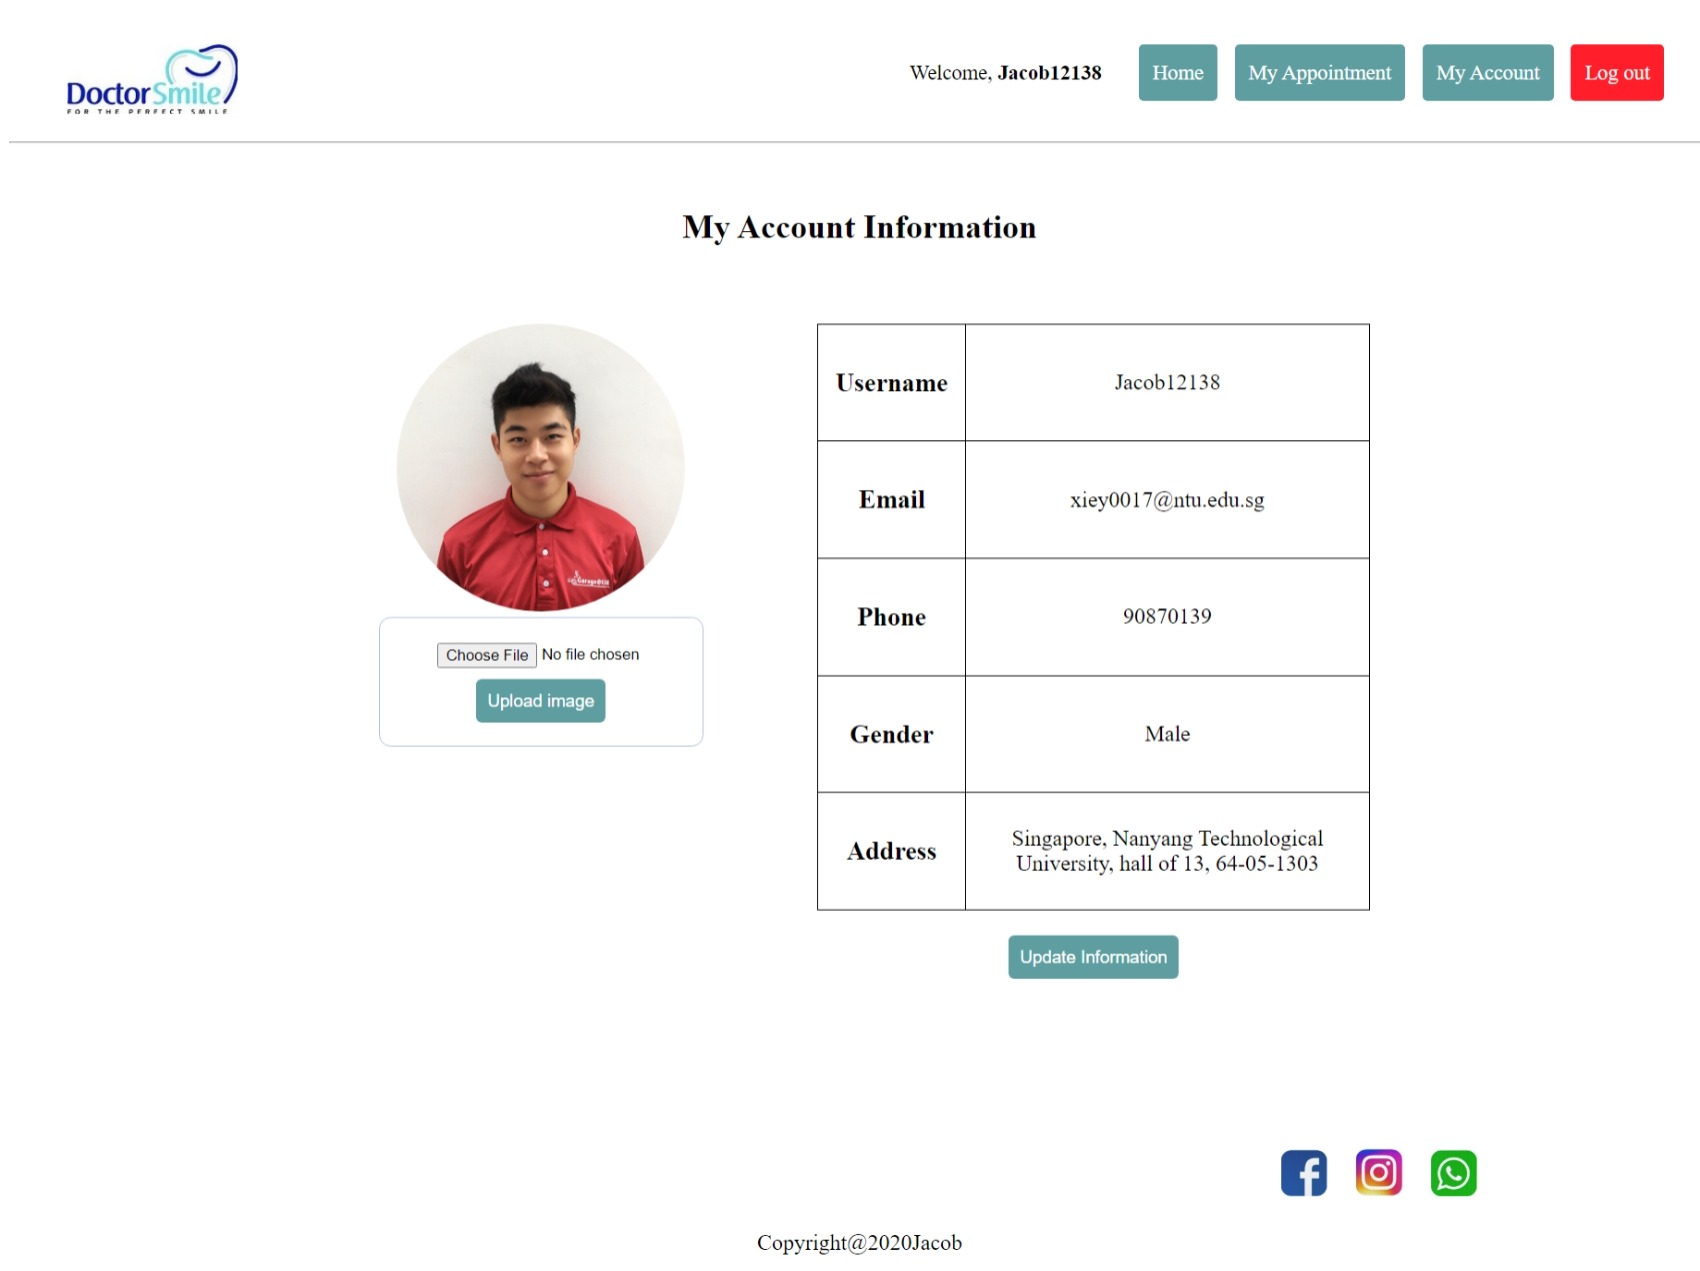 DoctorSmile
FOR THE PERFECT SMILE
Welcome, Jacob12138
Home
My Appointment
My Account
Log out
My Account Information
Choose File No file chosen
Upload image
Username Jacob12138
Email xiey0017@ntu.edu.sg
Phone 90870139
Gender Male
Address Singapore, Nanyang Technological
University, hall of 13, 64-05-1303
Update Information
Copyright@2020Jacob